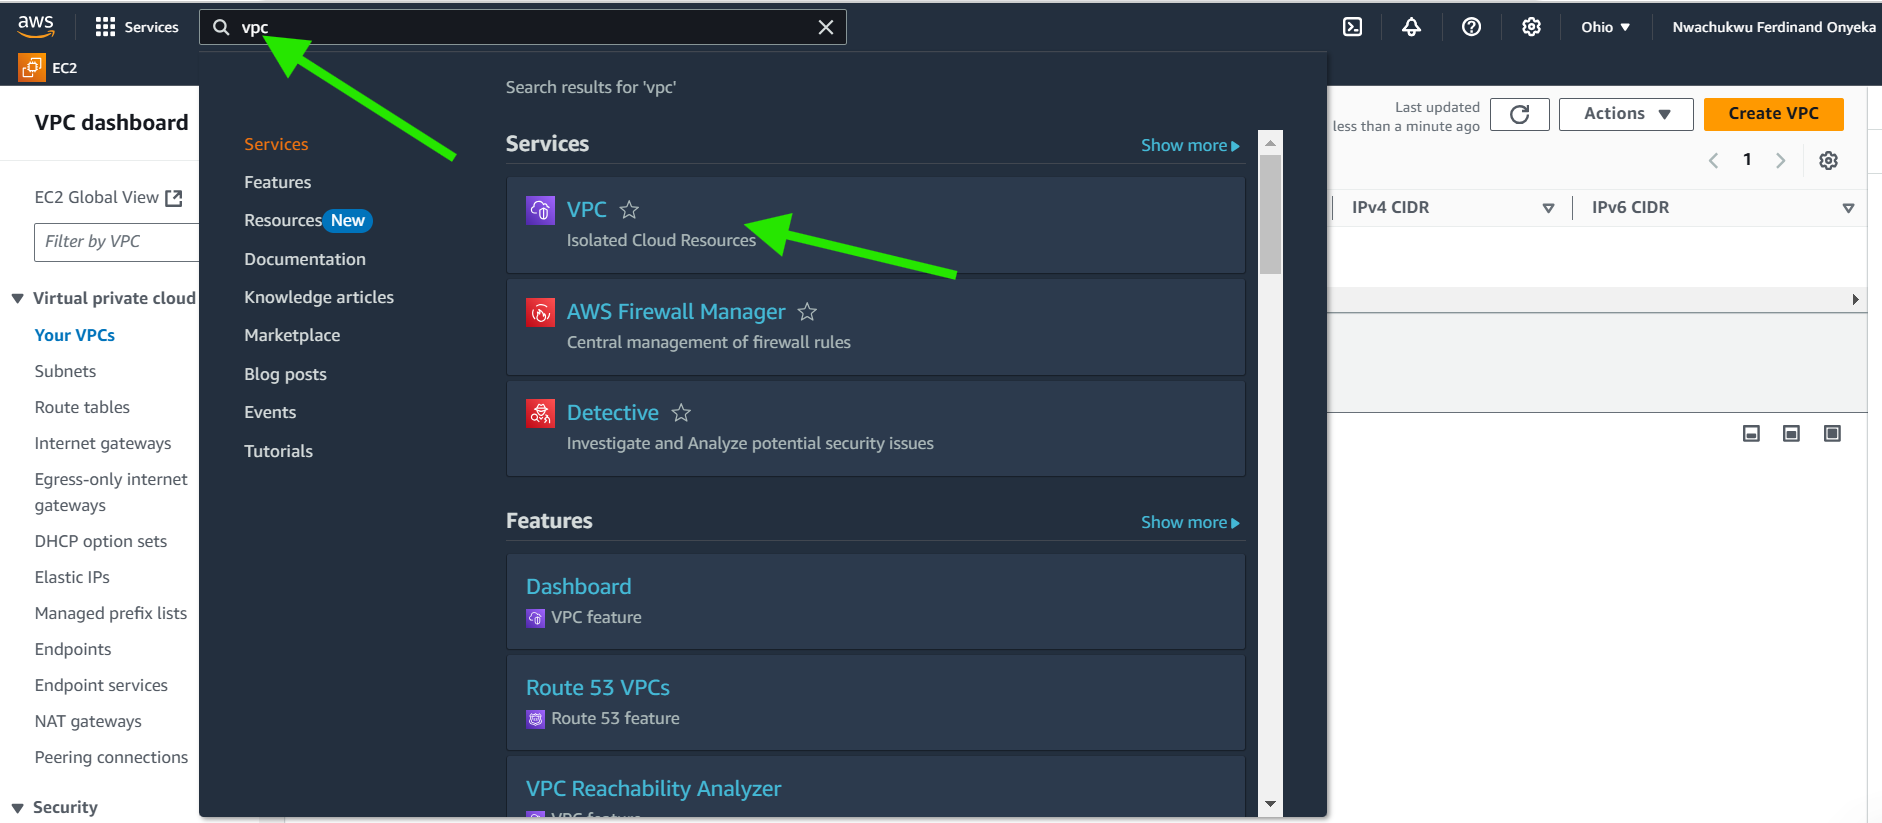 aws
Services
vpc
Ohio ▼
Nwachukwu Ferdinand Onyeka
EC2
VPC dashboard
EC2 Global View
Filter by VPC
▼ Virtual private cloud
Your VPCs
Subnets
Route tables
Internet gateways
Egress-only internet
gateways
DHCP option sets
Elastic IPs
Managed prefix lists
Endpoints
Endpoint services
NAT gateways
Peering connections
▼ Security
Search results for 'vpc'
Services
Features
Resources New
Documentation
Knowledge articles
Marketplace
Blog posts
Events
Tutorials
Services
Show more
VPC
Isolated Cloud Resources
AWS Firewall Manager
Central management of firewall rules
Detective
Investigate and Analyze potential security issues
Features
Show more
Dashboard
VPC feature
Route 53 VPCs
Route 53 feature
VPC Reachability Analyzer
VPC feature
Last updated
less than a minute ago
Actions ▼
Create VPC
1
IPv4 CIDR
IPv6 CIDR